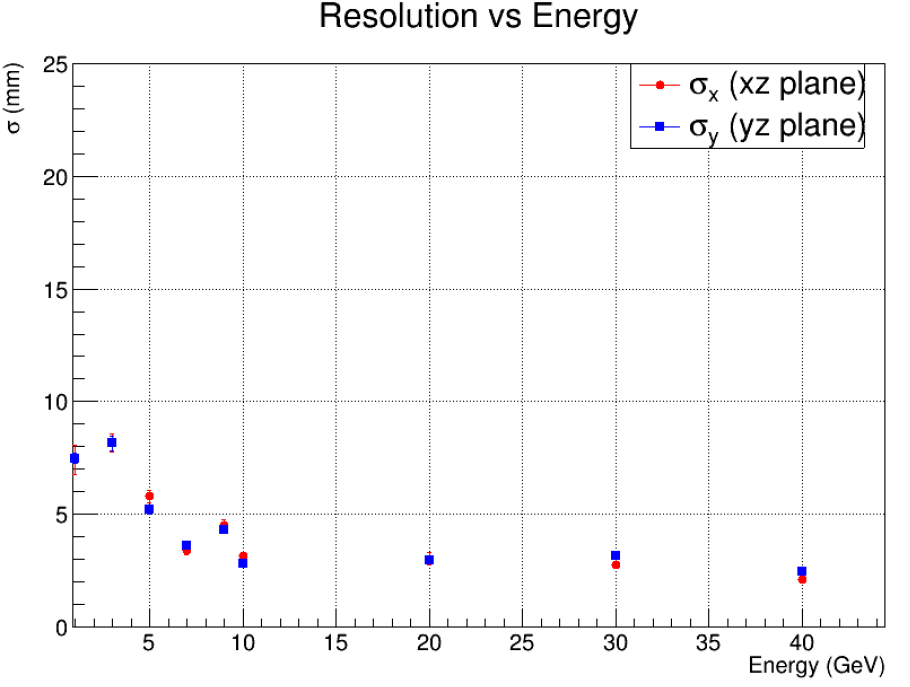 Resolution vs Energy
σ (mm)
25
20
15
10
5
0
σx (xz plane)
σy (yz plane)
5 10 15 20 25 30 35 40
Energy (GeV)